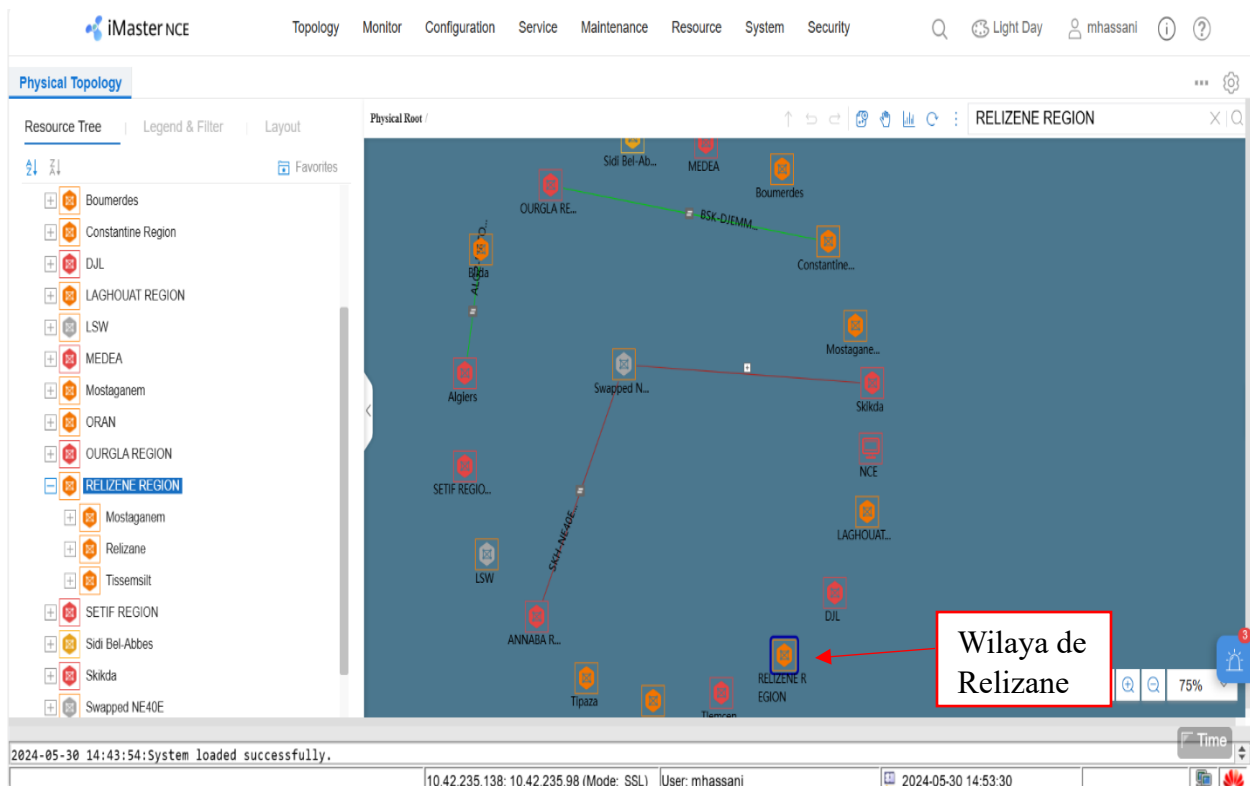 iMaster NCE Topology Monitor Configuration Service Maintenance Resource System Security Light Day mhassani
Physical Topology
Resource Tree Legend & Filter Layout
Favorites
Boumerdes
Constantine Region
DJL
LAGHOUAT REGION
LSW
MEDEA
Mostaganem
ORAN
OURGLA REGION
RELIZENE REGION
Mostaganem
Relizane
Tissemsilt
SETIF REGION
Sidi Bel-Abbes
Skikda
Swapped NE40E
Physical Root /
RELIZENE REGION
Sidi Bel-Ab...
MEDEA
Boumerdes
OURGLA RE...
BSK-DJEMM...
Constantine...
Blida
Mostagane...
Algiers
Swapped N...
Skikda
NCE
SETIF REGIO...
LAGHOUAT...
SKH-NE40E...
LSW
DJL
ANNABA R...
RELIZENE R
EGION
Tipaza
Tlemcen
Wilaya de
Relizane
3
75%
Time
2024-05-30 14:43:54:System loaded successfully.
10.42.235.138; 10.42.235.98 (Mode: SSL) User: mhassani 2024-05-30 14:53:30